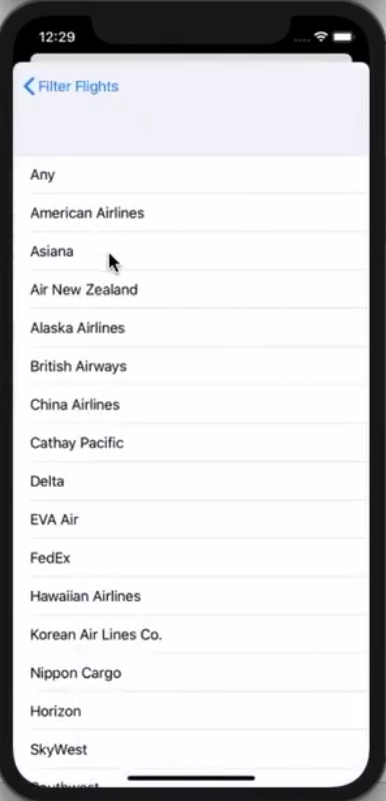 12:29
Filter Flights
Any
American Airlines
Asiana
Air New Zealand
Alaska Airlines
British Airways
China Airlines
Cathay Pacific
Delta
EVA Air
FedEx
Hawaiian Airlines
Korean Air Lines Co.
Nippon Cargo
Horizon
SkyWest
Southwest